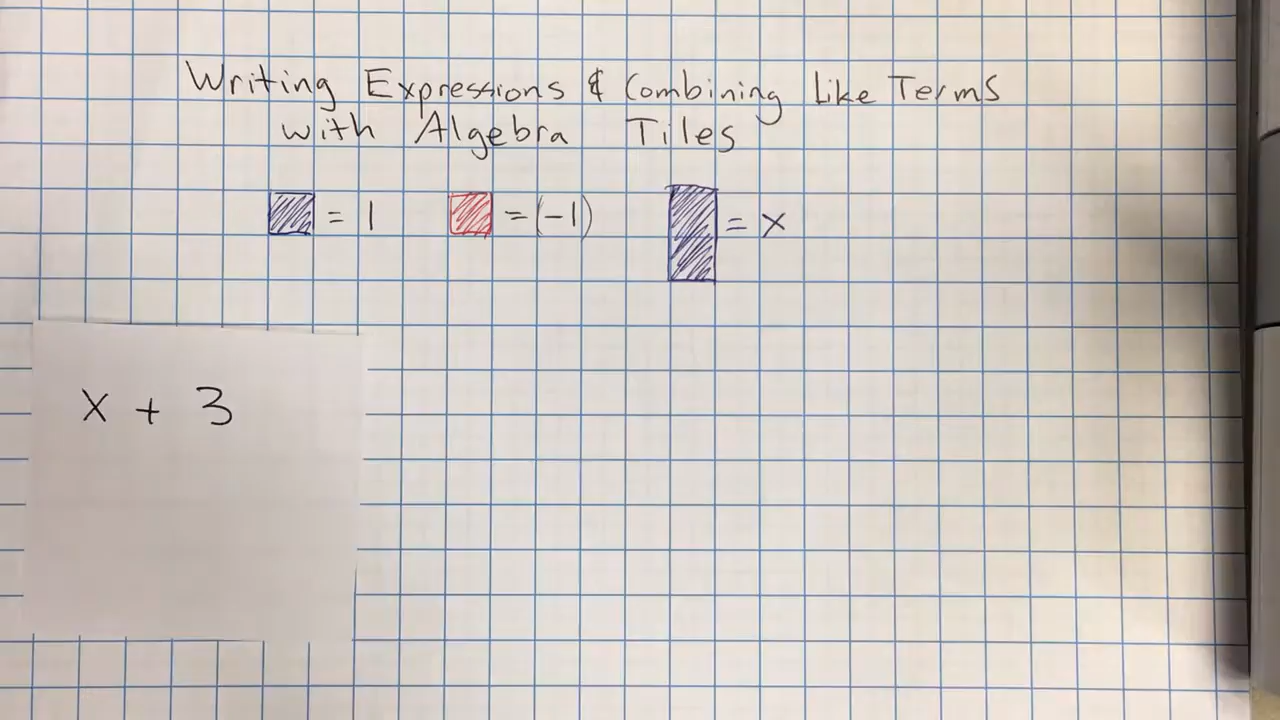 Writing Expressions & Combining Like Terms
with Algebra Tiles
= 1 = (-1) = x
x + 3